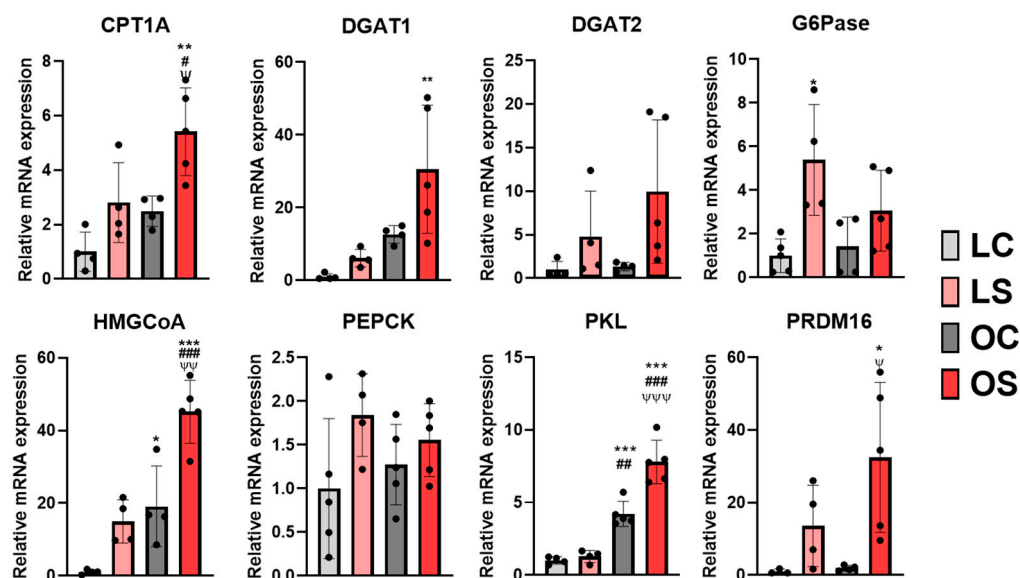 CPT1A
DGAT1
DGAT2
G6Pase
Relative mRNA expression
8
6
4
2
0
**
#
ψ
Relative mRNA expression
60
40
20
0
**
Relative mRNA expression
25
20
15
10
5
0
Relative mRNA expression
10
8
6
4
2
0
*
HMGCoA
PEPCK
PKL
PRDM16
Relative mRNA expression
60
40
20
0
*
***
###
ψψ
Relative mRNA expression
2.5
2.0
1.5
1.0
0.5
0.0
Relative mRNA expression
15
10
5
0
***
##
***
###
ψψψ
Relative mRNA expression
60
40
20
0
*
ψ
LC
LS
OC
OS